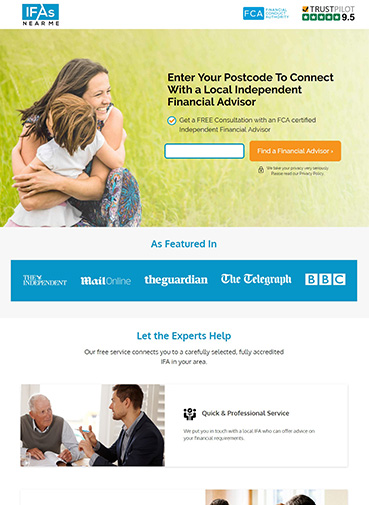 IFAs
NEAR ME
FCA FINANCIAL CONDUCT AUTHORITY
TRUSTPILOT
9.5
Enter Your Postcode To Connect
With a Local Independent
Financial Advisor
Get a FREE Consultation with an FCA certified
Independent Financial Advisor
Find a Financial Advisor ›
We take your privacy very seriously.
Please read our Privacy Policy.
As Featured In
THE INDEPENDENT
MailOnline
theguardian
The Telegraph
BBC
Let the Experts Help
Our free service connects you to a carefully selected, fully accredited
IFA in your area.
Quick & Professional Service
We put you in touch with a local IFA who can offer advice on
your financial requirements.